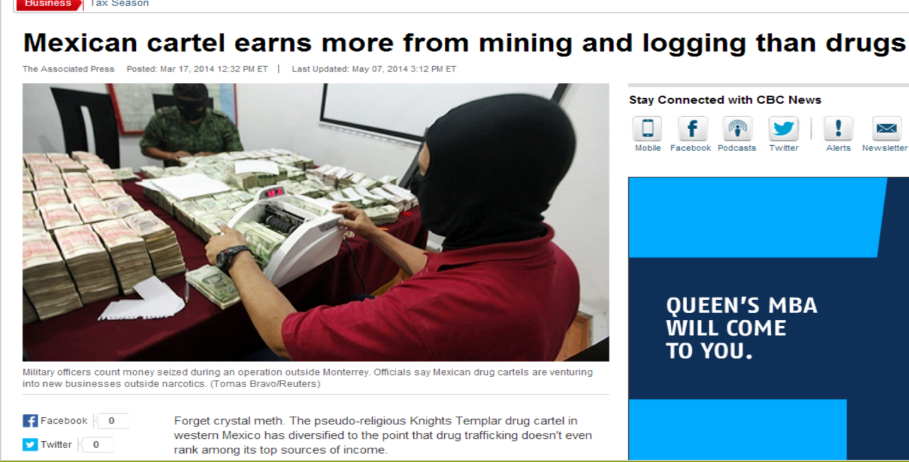 Business Tax Season
Mexican cartel earns more from mining and logging than drugs
The Associated Press Posted: Mar 17, 2014 12:32 PM ET | Last Updated: May 07, 2014 3:12 PM ET
Military officers count money seized during an operation outside Monterrey. Officials say Mexican drug cartels are venturing
into new businesses outside narcotics. (Tomas Bravo/Reuters)
Facebook 0
Twitter 0
Forget crystal meth. The pseudo-religious Knights Templar drug cartel in
western Mexico has diversified to the point that drug trafficking doesn't even
rank among its top sources of income.
Stay Connected with CBC News
Mobile Facebook Podcasts Twitter Alerts Newsletter
QUEEN'S MBA
WILL COME
TO YOU.